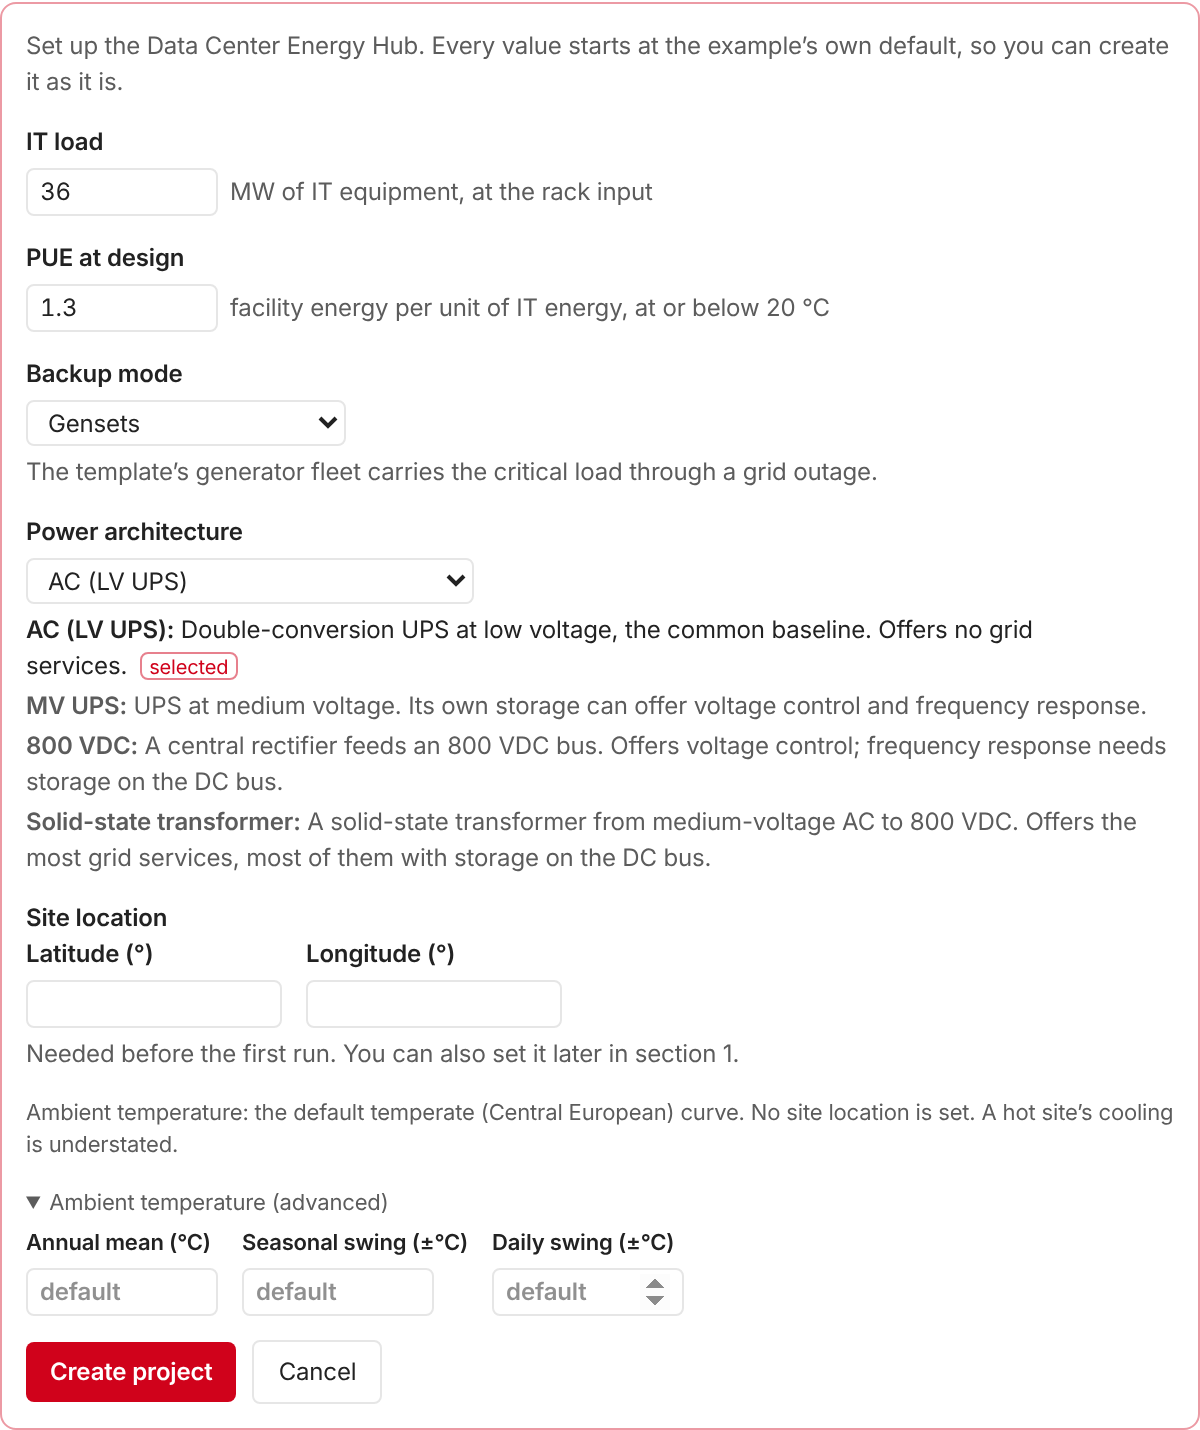 Set up the Data Center Energy Hub. Every value starts at the example’s own default, so you can create
it as it is.
IT load
36 MW of IT equipment, at the rack input
PUE at design
1.3 facility energy per unit of IT energy, at or below 20 °C
Backup mode
Gensets
The template’s generator fleet carries the critical load through a grid outage.
Power architecture
AC (LV UPS)
AC (LV UPS): Double-conversion UPS at low voltage, the common baseline. Offers no grid
services. selected
MV UPS: UPS at medium voltage. Its own storage can offer voltage control and frequency response.
800 VDC: A central rectifier feeds an 800 VDC bus. Offers voltage control; frequency response needs
storage on the DC bus.
Solid-state transformer: A solid-state transformer from medium-voltage AC to 800 VDC. Offers the
most grid services, most of them with storage on the DC bus.
Site location
Latitude (°) Longitude (°)
Needed before the first run. You can also set it later in section 1.
Ambient temperature: the default temperate (Central European) curve. No site location is set. A hot site’s cooling
is understated.
▼ Ambient temperature (advanced)
Annual mean (°C) Seasonal swing (±°C) Daily swing (±°C)
default default default
Create project Cancel